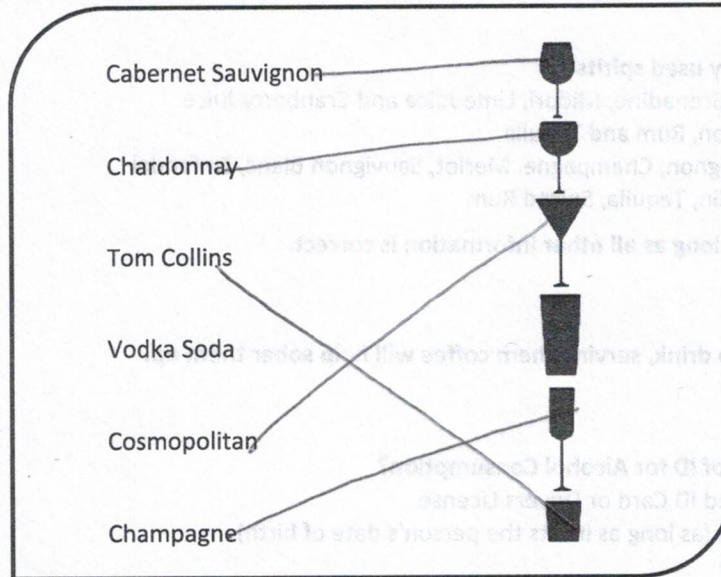 Cabernet Sauvignon
Chardonnay
Tom Collins
Vodka Soda
Cosmopolitan
Champagne